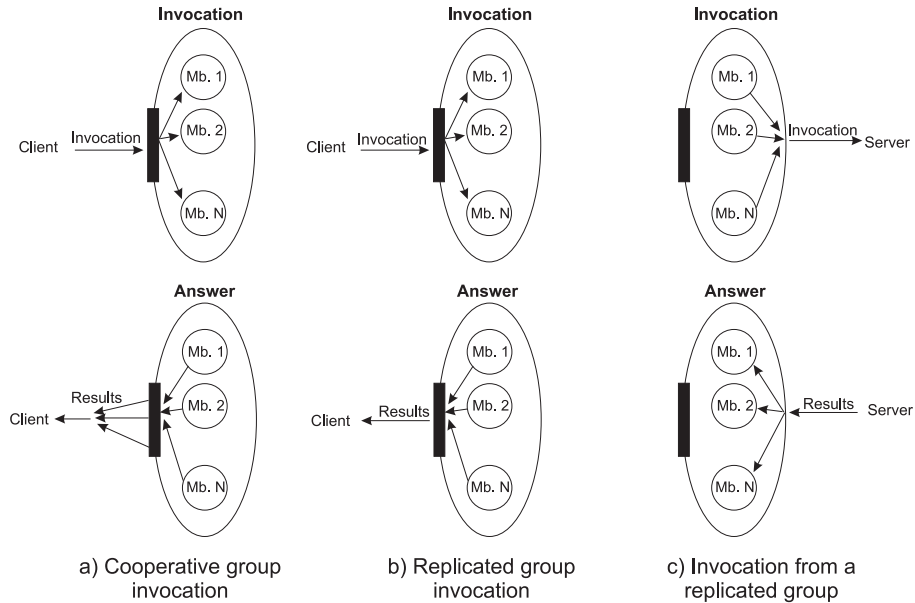 Invocation
Mb. 1
Mb. 2
Mb. N
Client
Invocation
Invocation
Mb. 1
Mb. 2
Mb. N
Client
Invocation
Invocation
Mb. 1
Mb. 2
Mb. N
Invocation
Server
Answer
Mb. 1
Mb. 2
Mb. N
Results
Client
Answer
Mb. 1
Mb. 2
Mb. N
Results
Client
Answer
Mb. 1
Mb. 2
Mb. N
Results
Server
a) Cooperative group
invocation
b) Replicated group
invocation
c) Invocation from a
replicated group